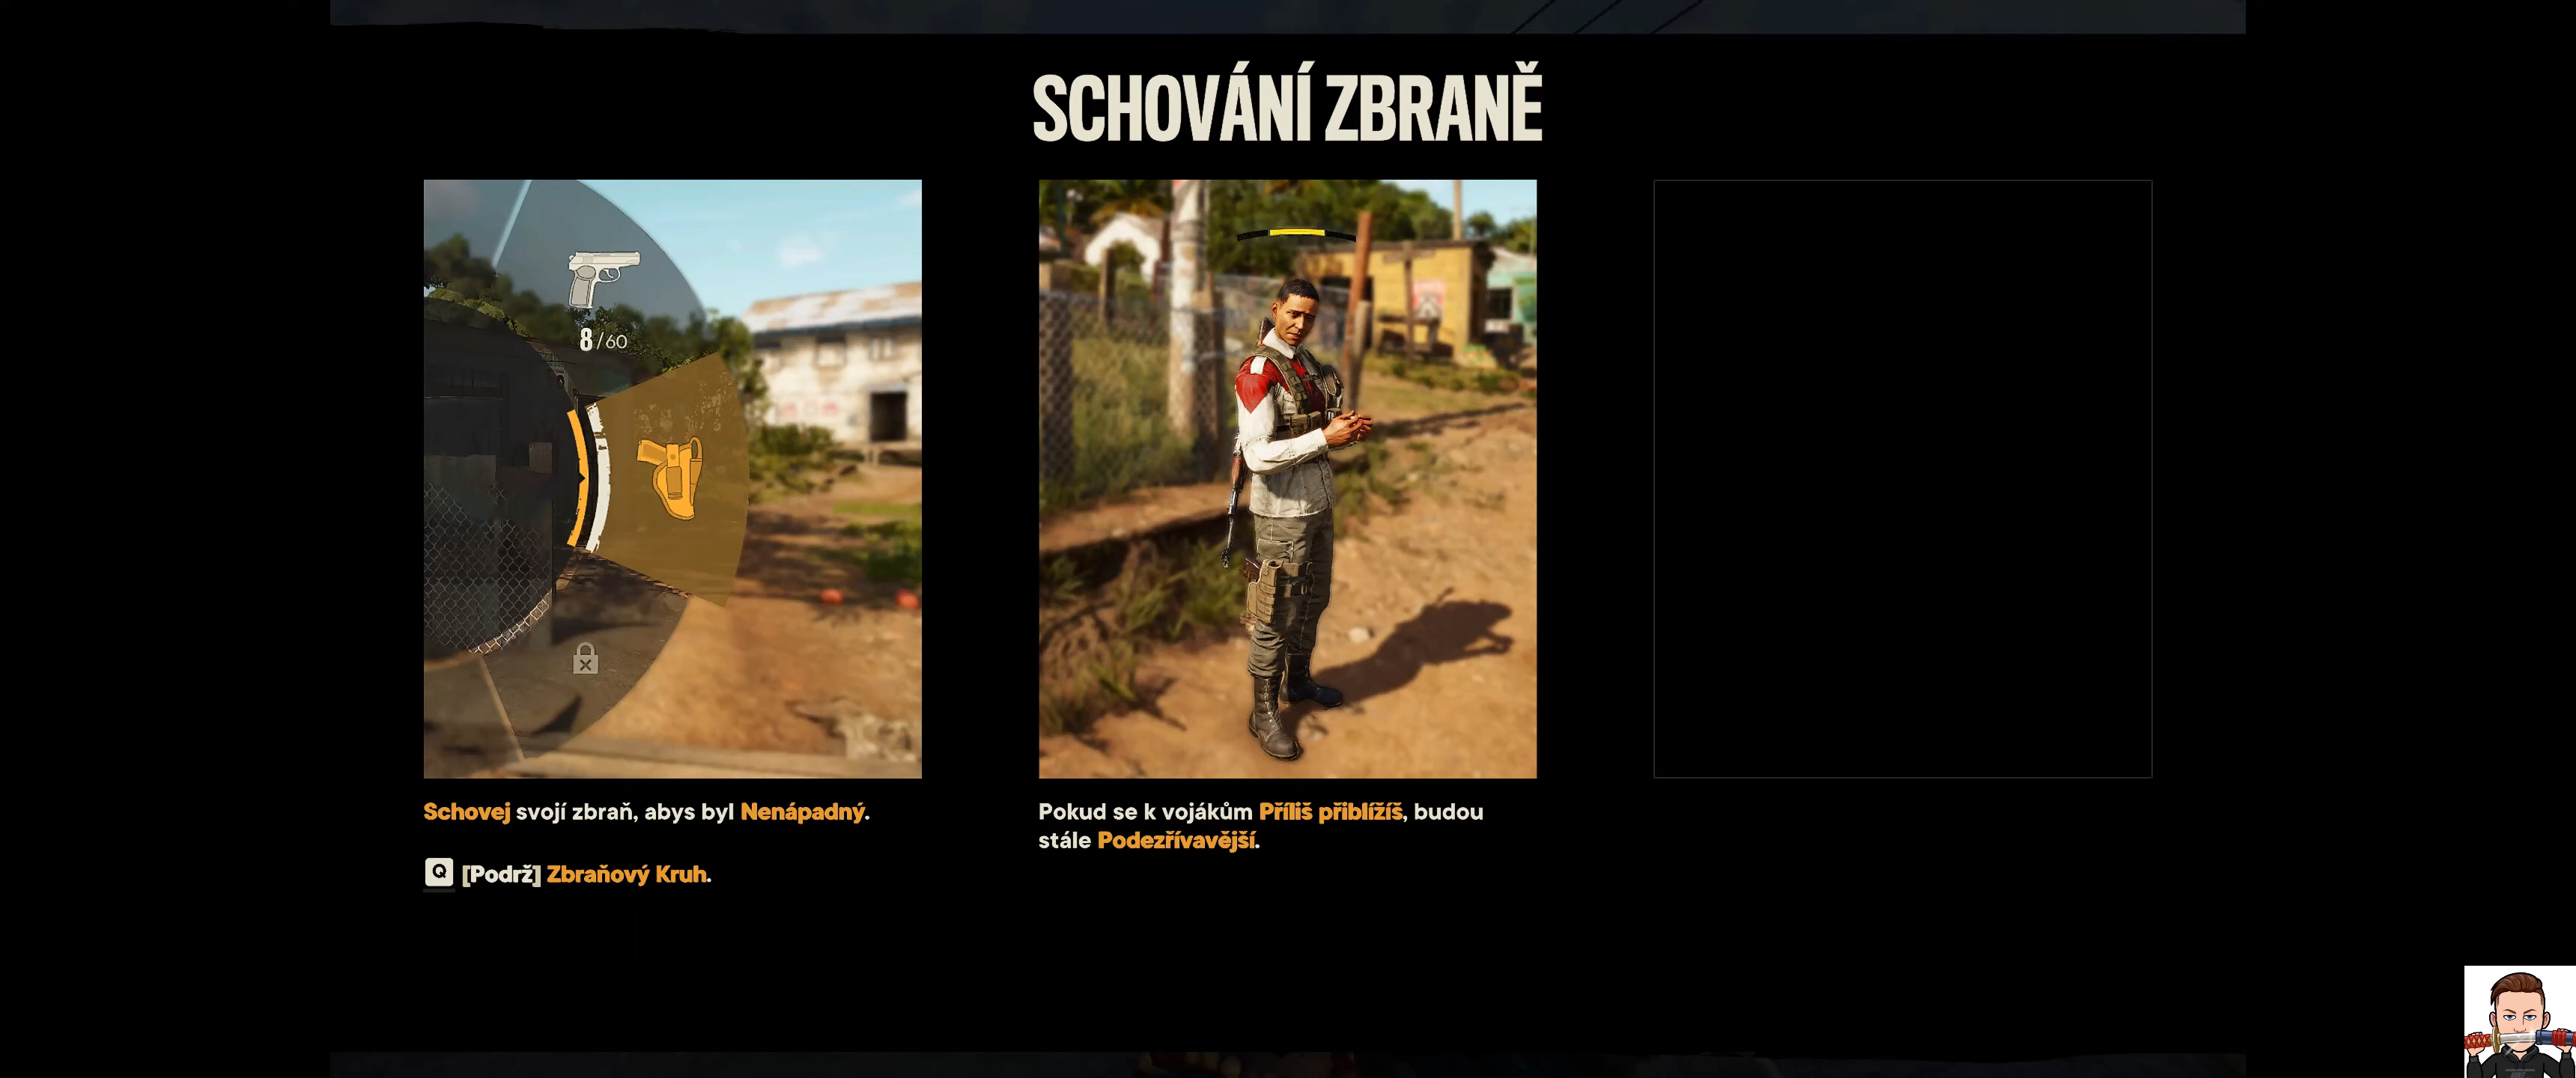 SCHOVÁNÍ ZBRANĚ
8/60
Schovej svojí zbraň, abys byl Nenápadný.
Q [Podrž] Zbraňový Kruh.
Pokud se k vojákům Příliš přiblížíš, budou
stále Podezřívavější.